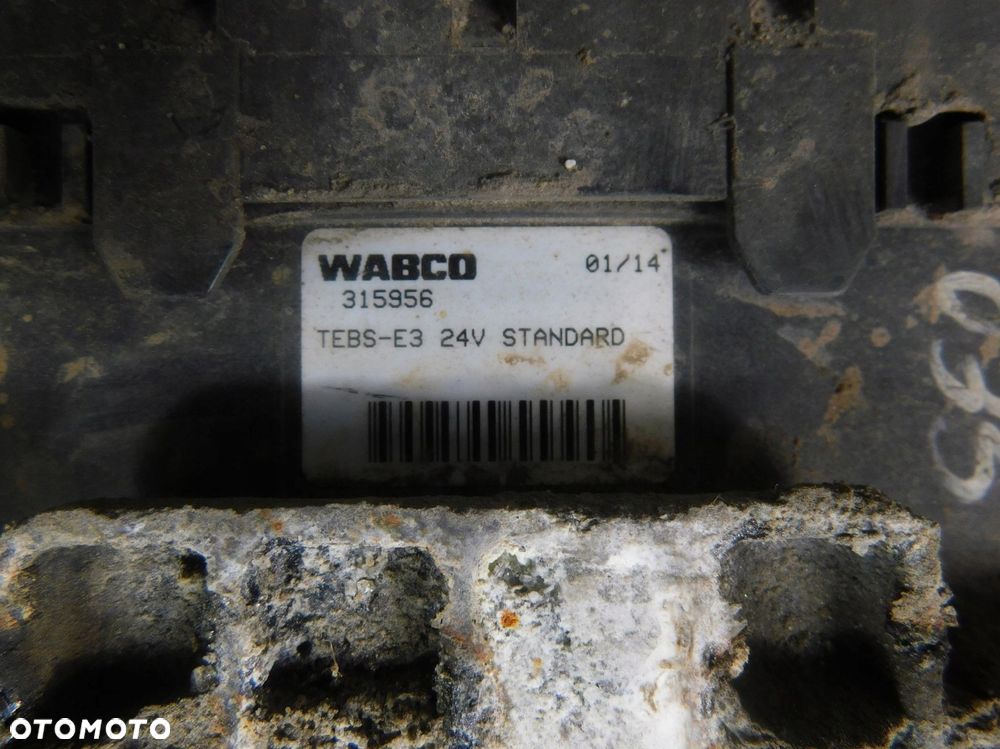 WABCO 01/14
315956
TEBS-E3 24V STANDARD
OTOMOTO